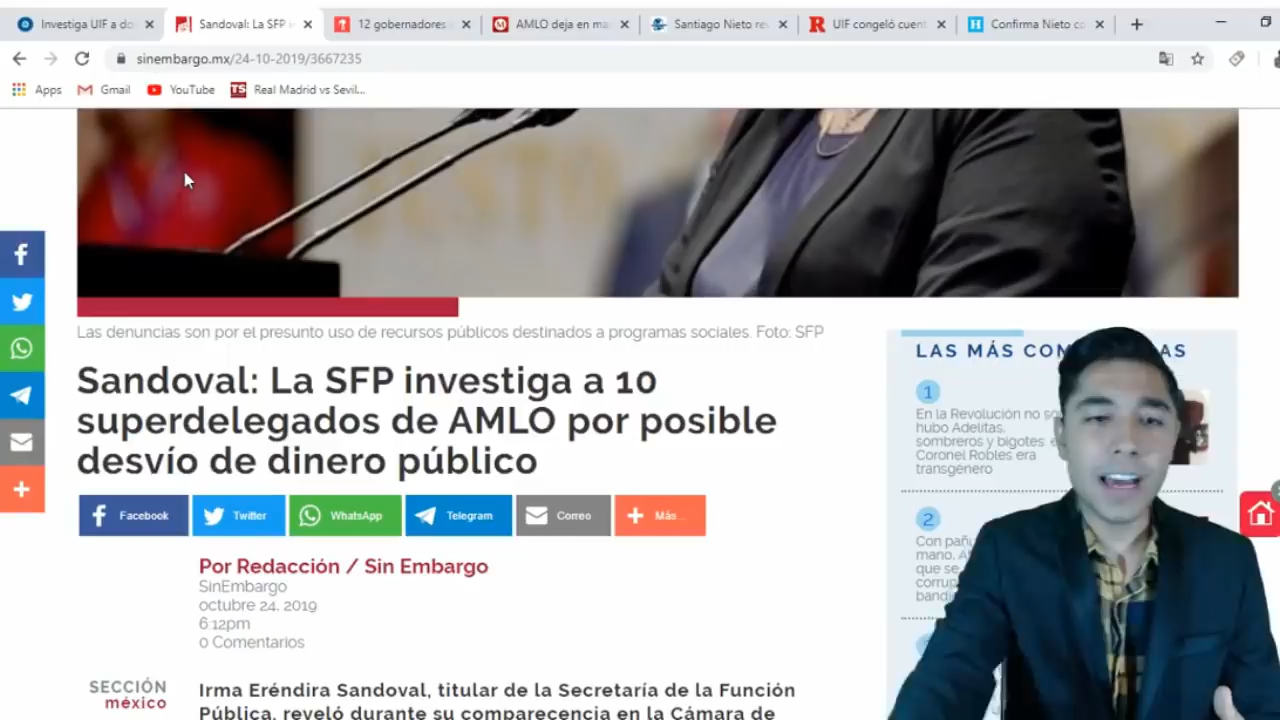 Investiga UIF a do
Sandoval: La SFP
12 gobernadores
AMLO deja en ma
Santiago Nieto re
UIF congeló cuent
Confirma Nieto co
sinembargo.mx/24-10-2019/3667235
Apps
Gmail
YouTube
TS
Real Madrid vs Sevil...
Las denuncias son por el presunto uso de recursos públicos destinados a programas sociales. Foto: SFP
Sandoval: La SFP investiga a 10
superdelegados de AMLO por posible
desvío de dinero público
Facebook
Twitter
WhatsApp
Telegram
Correo
Más...
Por Redacción / Sin Embargo
SinEmbargo
octubre 24, 2019
6:12pm
0 Comentarios
SECCIÓN
méxico
Irma Eréndira Sandoval, titular de la Secretaría de la Función
Pública, reveló durante su comparecencia en la Cámara de
LAS MÁS COM AS
1
En la Revolución no so
hubo Adelitas,
sombreros y bigotes: e
Coronel Robles era
transgénero
2
Con pañu
mano, A
que se
corrup
bandi